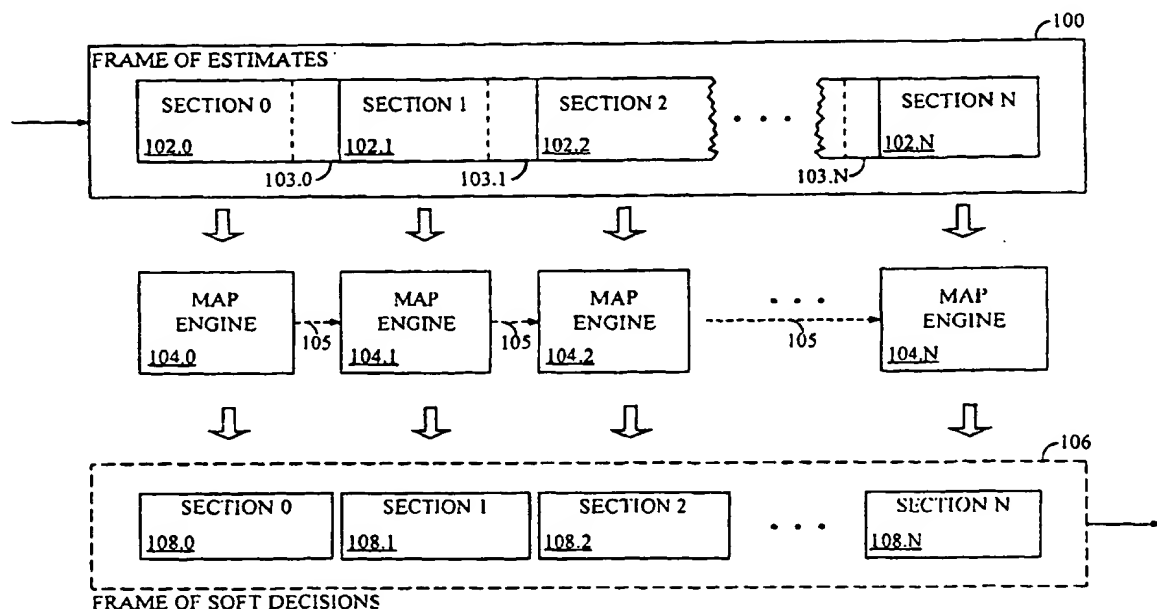 100
FRAME OF ESTIMATES
SECTION 0
SECTION 1
SECTION 2
. . .
SECTION N
102.0
102.1
102.2
102.N
103.0
103.1
103.N
MAP ENGINE
MAP ENGINE
MAP ENGINE
. . .
MAP ENGINE
105
105
105
104.0
104.1
104.2
104.N
106
SECTION 0
SECTION 1
SECTION 2
. . .
SECTION N
108.0
108.1
108.2
108.N
FRAME OF SOFT DECISIONS